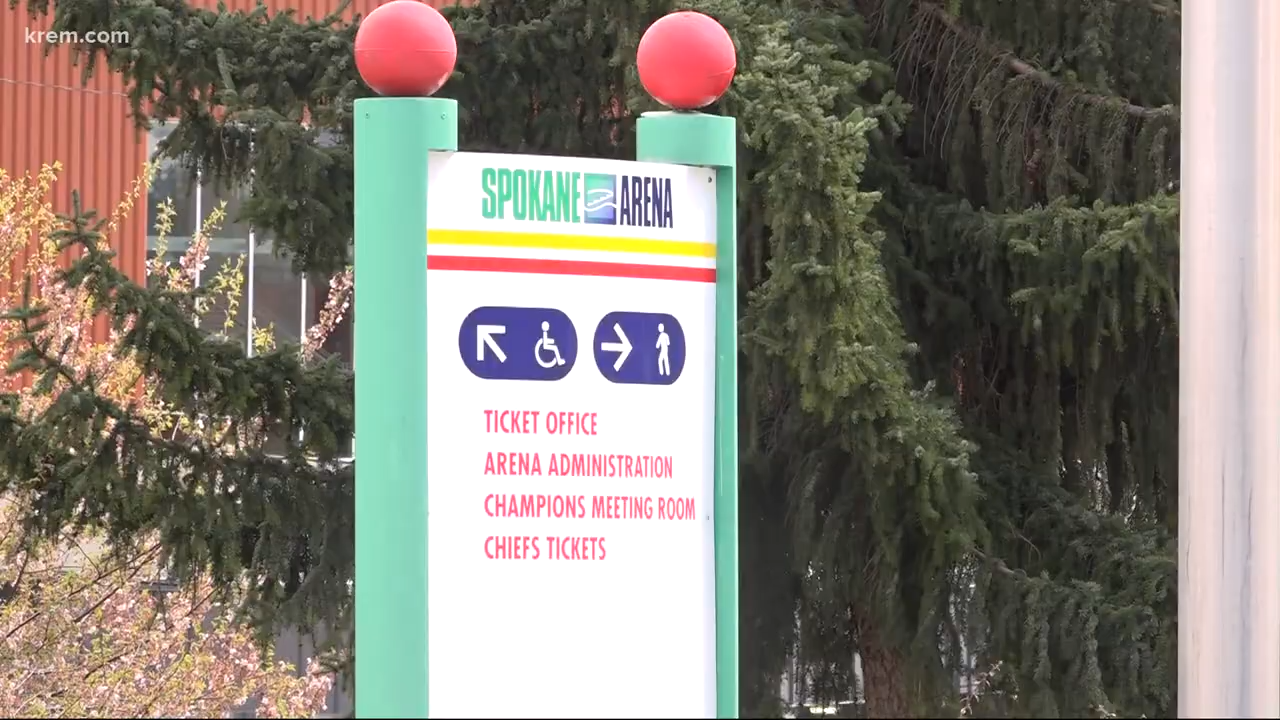 krem.com
SPOKANE ARENA
TICKET OFFICE
ARENA ADMINISTRATION
CHAMPIONS MEETING ROOM
CHIEFS TICKETS